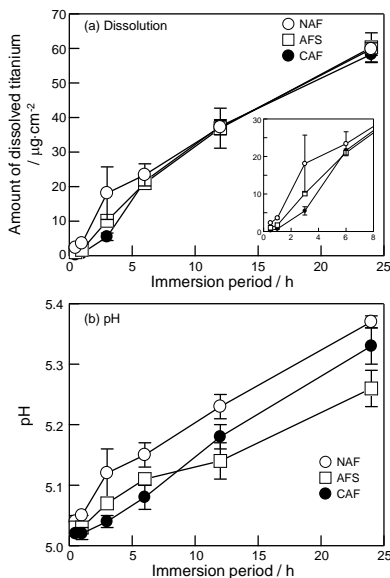 (a) Dissolution
NAF
AFS
CAF
Amount of dissolved titanium
/ μg·cm-2
70
60
50
40
30
20
10
0
30
20
10
0
0 2 4 6 8
0 5 10 15 20 25
Immersion period / h
(b) pH
pH
5.4
5.3
5.2
5.1
5.0
NAF
AFS
CAF
0 5 10 15 20 25
Immersion period / h